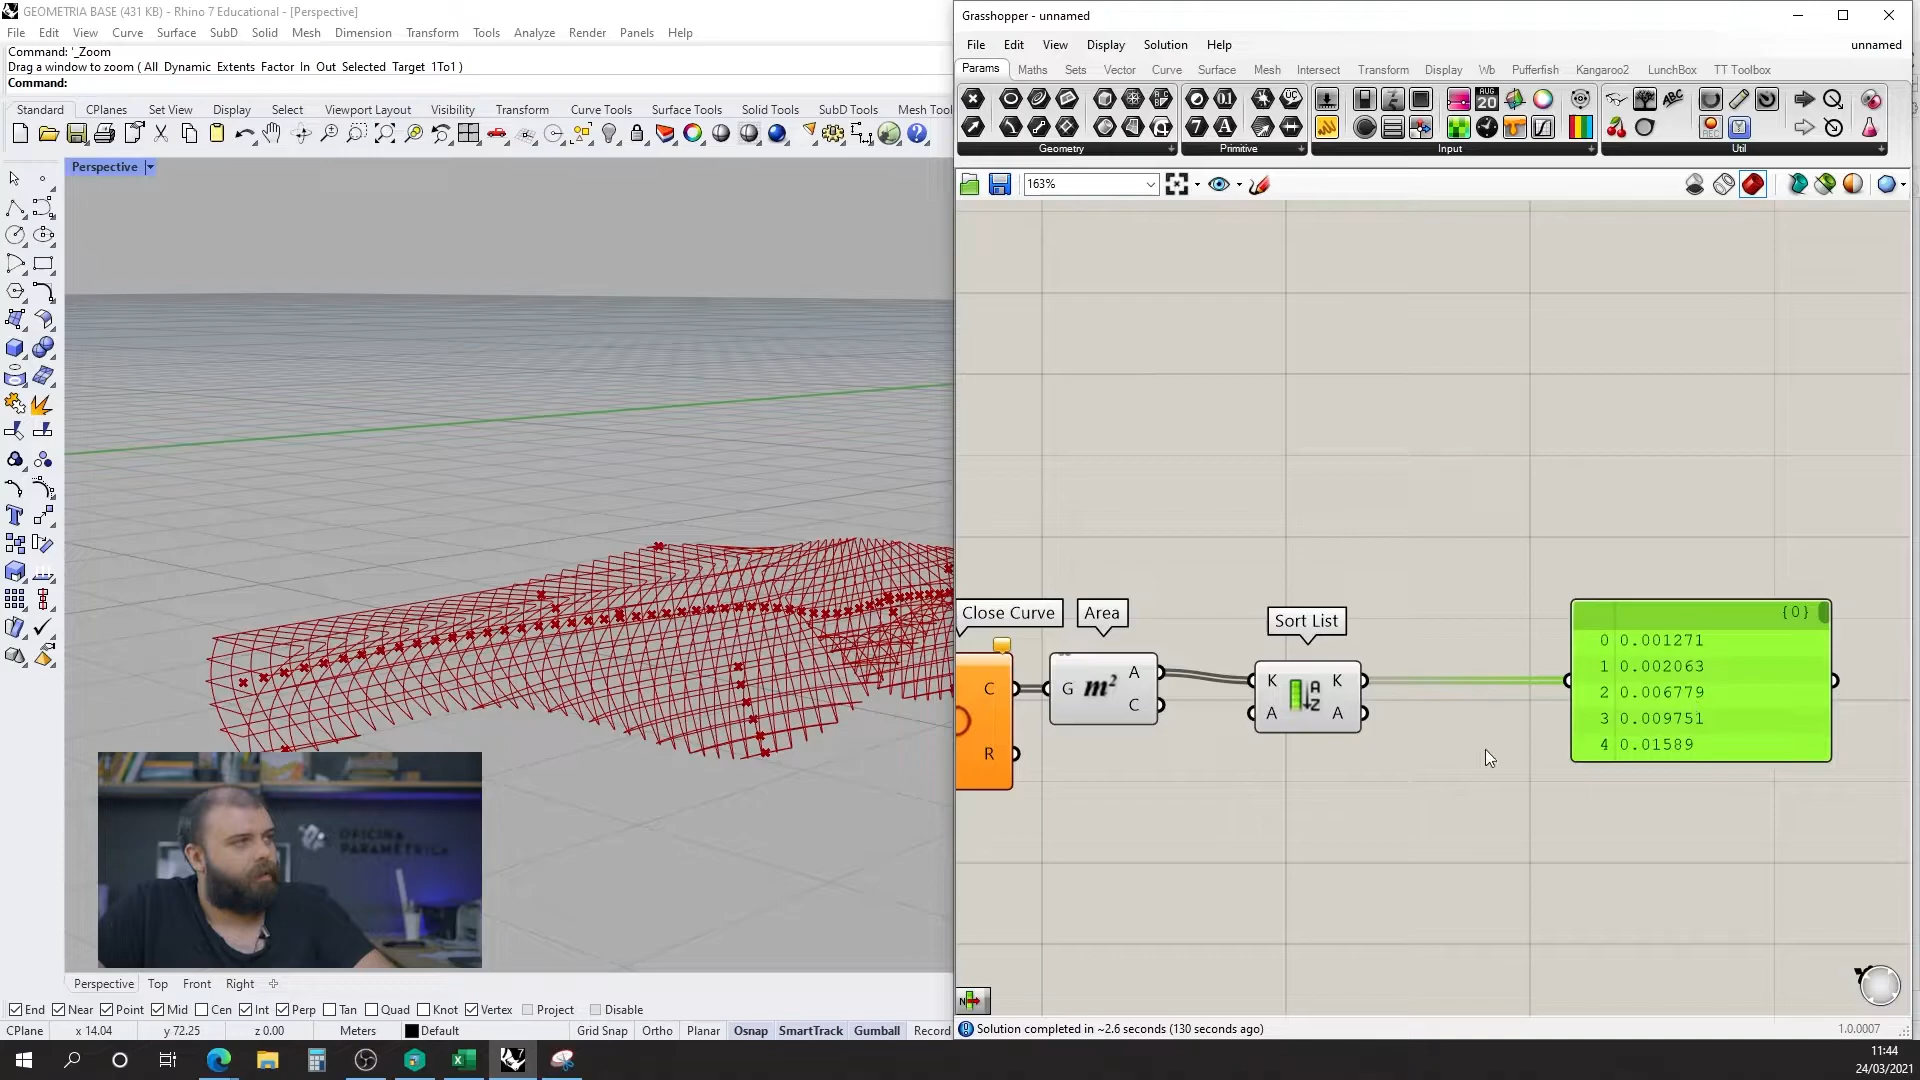 GEOMETRIA BASE (431 KB) - Rhino 7 Educational - [Perspective]
File Edit View Curve Surface SubD Solid Mesh Dimension Transform Tools Analyze Render Panels Help
Command: '_Zoom
Drag a window to zoom ( All Dynamic Extents Factor In Out Selected Target 1To1 )
Command:
Standard CPlanes Set View Display Select Viewport Layout Visibility Transform Curve Tools Surface Tools Solid Tools SubD Tools Mesh Tool
Perspective
OFICINA
PARAMÉTRICA
Perspective Top Front Right
End Near Point Mid Cen Int Perp Tan Quad Knot Vertex Project Disable
CPlane x 14.04 y 72.25 z 0.00 Meters Default Grid Snap Ortho Planar Osnap SmartTrack Gumball Record
Grasshopper - unnamed
File Edit View Display Solution Help unnamed
Params Maths Sets Vector Curve Surface Mesh Intersect Transform Display Wb Pufferfish Kangaroo2 LunchBox TT Toolbox
Geometry Primitive Input Util
163%
Close Curve Area Sort List
C R
G m² A C
K A A Z K A
{0}
0 0.001271
1 0.002063
2 0.006779
3 0.009751
4 0.01589
Solution completed in ~2.6 seconds (130 seconds ago) 1.0.0007
11:44
24/03/2021